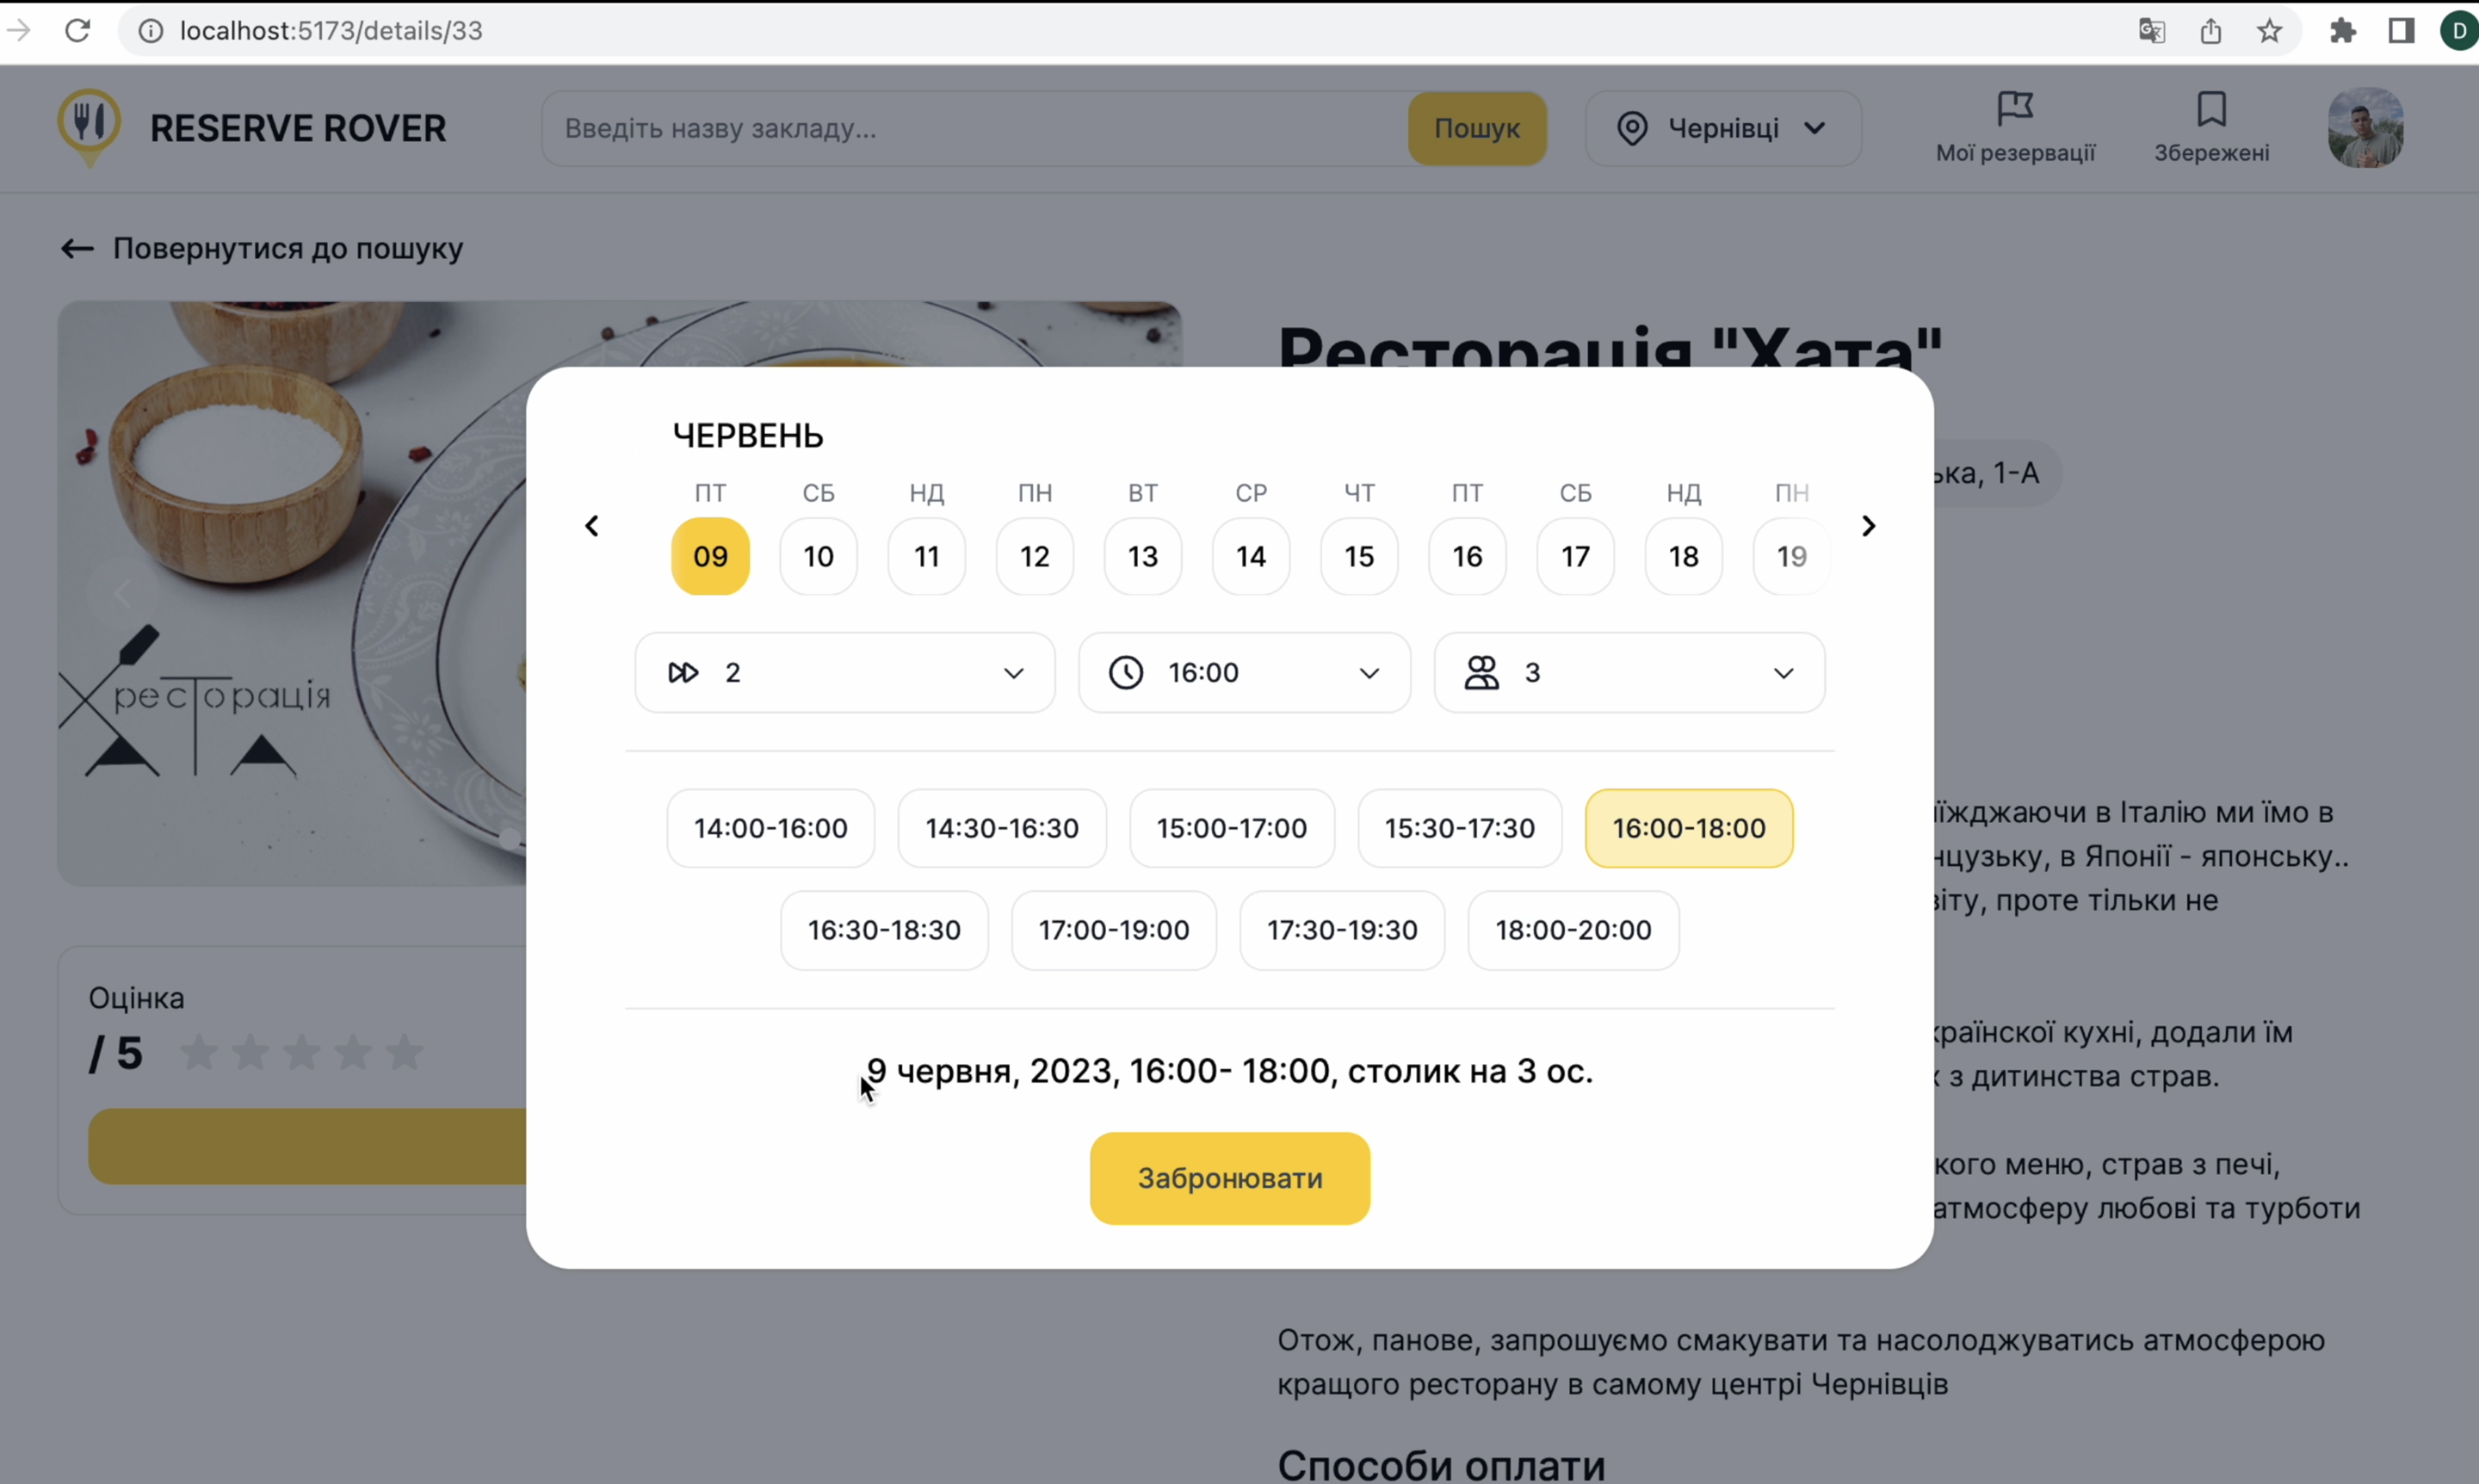 localhost:5173/details/33
D
RESERVE ROVER
Введіть назву закладу...
Пошук
Чернівці
Мої резервації
Збережені
Повернутися до пошуку
Ресторація "Хата"
ька, 1-А
ресторація
ХАТА
ЧЕРВЕНЬ
ПТ СБ НД ПН ВТ СР ЧТ ПТ СБ НД ПН
09 10 11 12 13 14 15 16 17 18 19
2
16:00
3
14:00-16:00 14:30-16:30 15:00-17:00 15:30-17:30 16:00-18:00
16:30-18:30 17:00-19:00 17:30-19:30 18:00-20:00
9 червня, 2023, 16:00- 18:00, столик на 3 ос.
Забронювати
Оцінка
/ 5
їжджаючи в Італію ми їмо в
нцузьку, в Японії - японську..
віту, проте тільки не
країнскої кухні, додали їм
х з дитинства страв.
кого меню, страв з печі,
атмосферу любові та турботи
Отож, панове, запрошуємо смакувати та насолоджуватись атмосферою
кращого ресторану в самому центрі Чернівців
Способи оплати